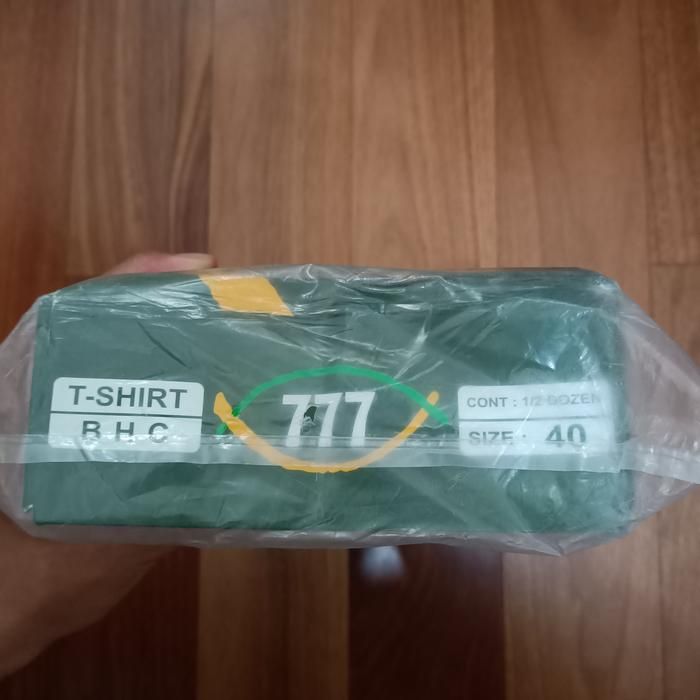 T-SHIRT
B H C
777
CONT : 1/2 DOZEN
SIZE : 40